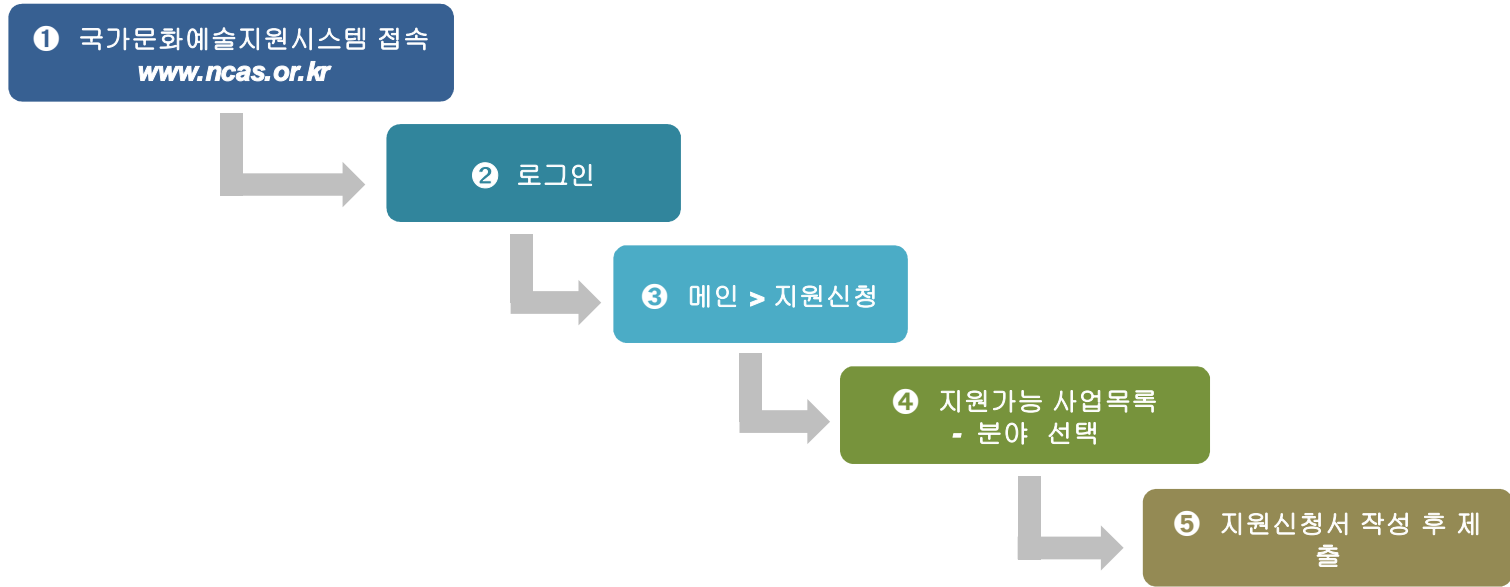 ❶ 국가문화예술지원시스템 접속
www.ncas.or.kr
❷ 로그인
❸ 메인 > 지원신청
❹ 지원가능 사업목록
- 분야 선택
❺ 지원신청서 작성 후 제
출